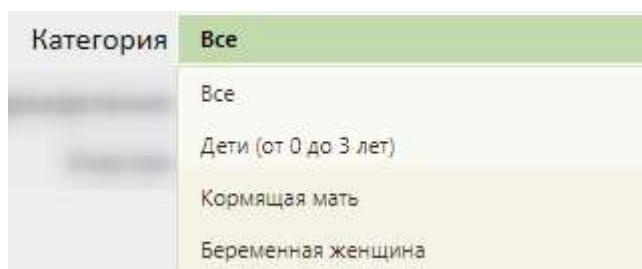 Категория Все
Все
Дети (от 0 до 3 лет)
Кормящая мать
Беременная женщина